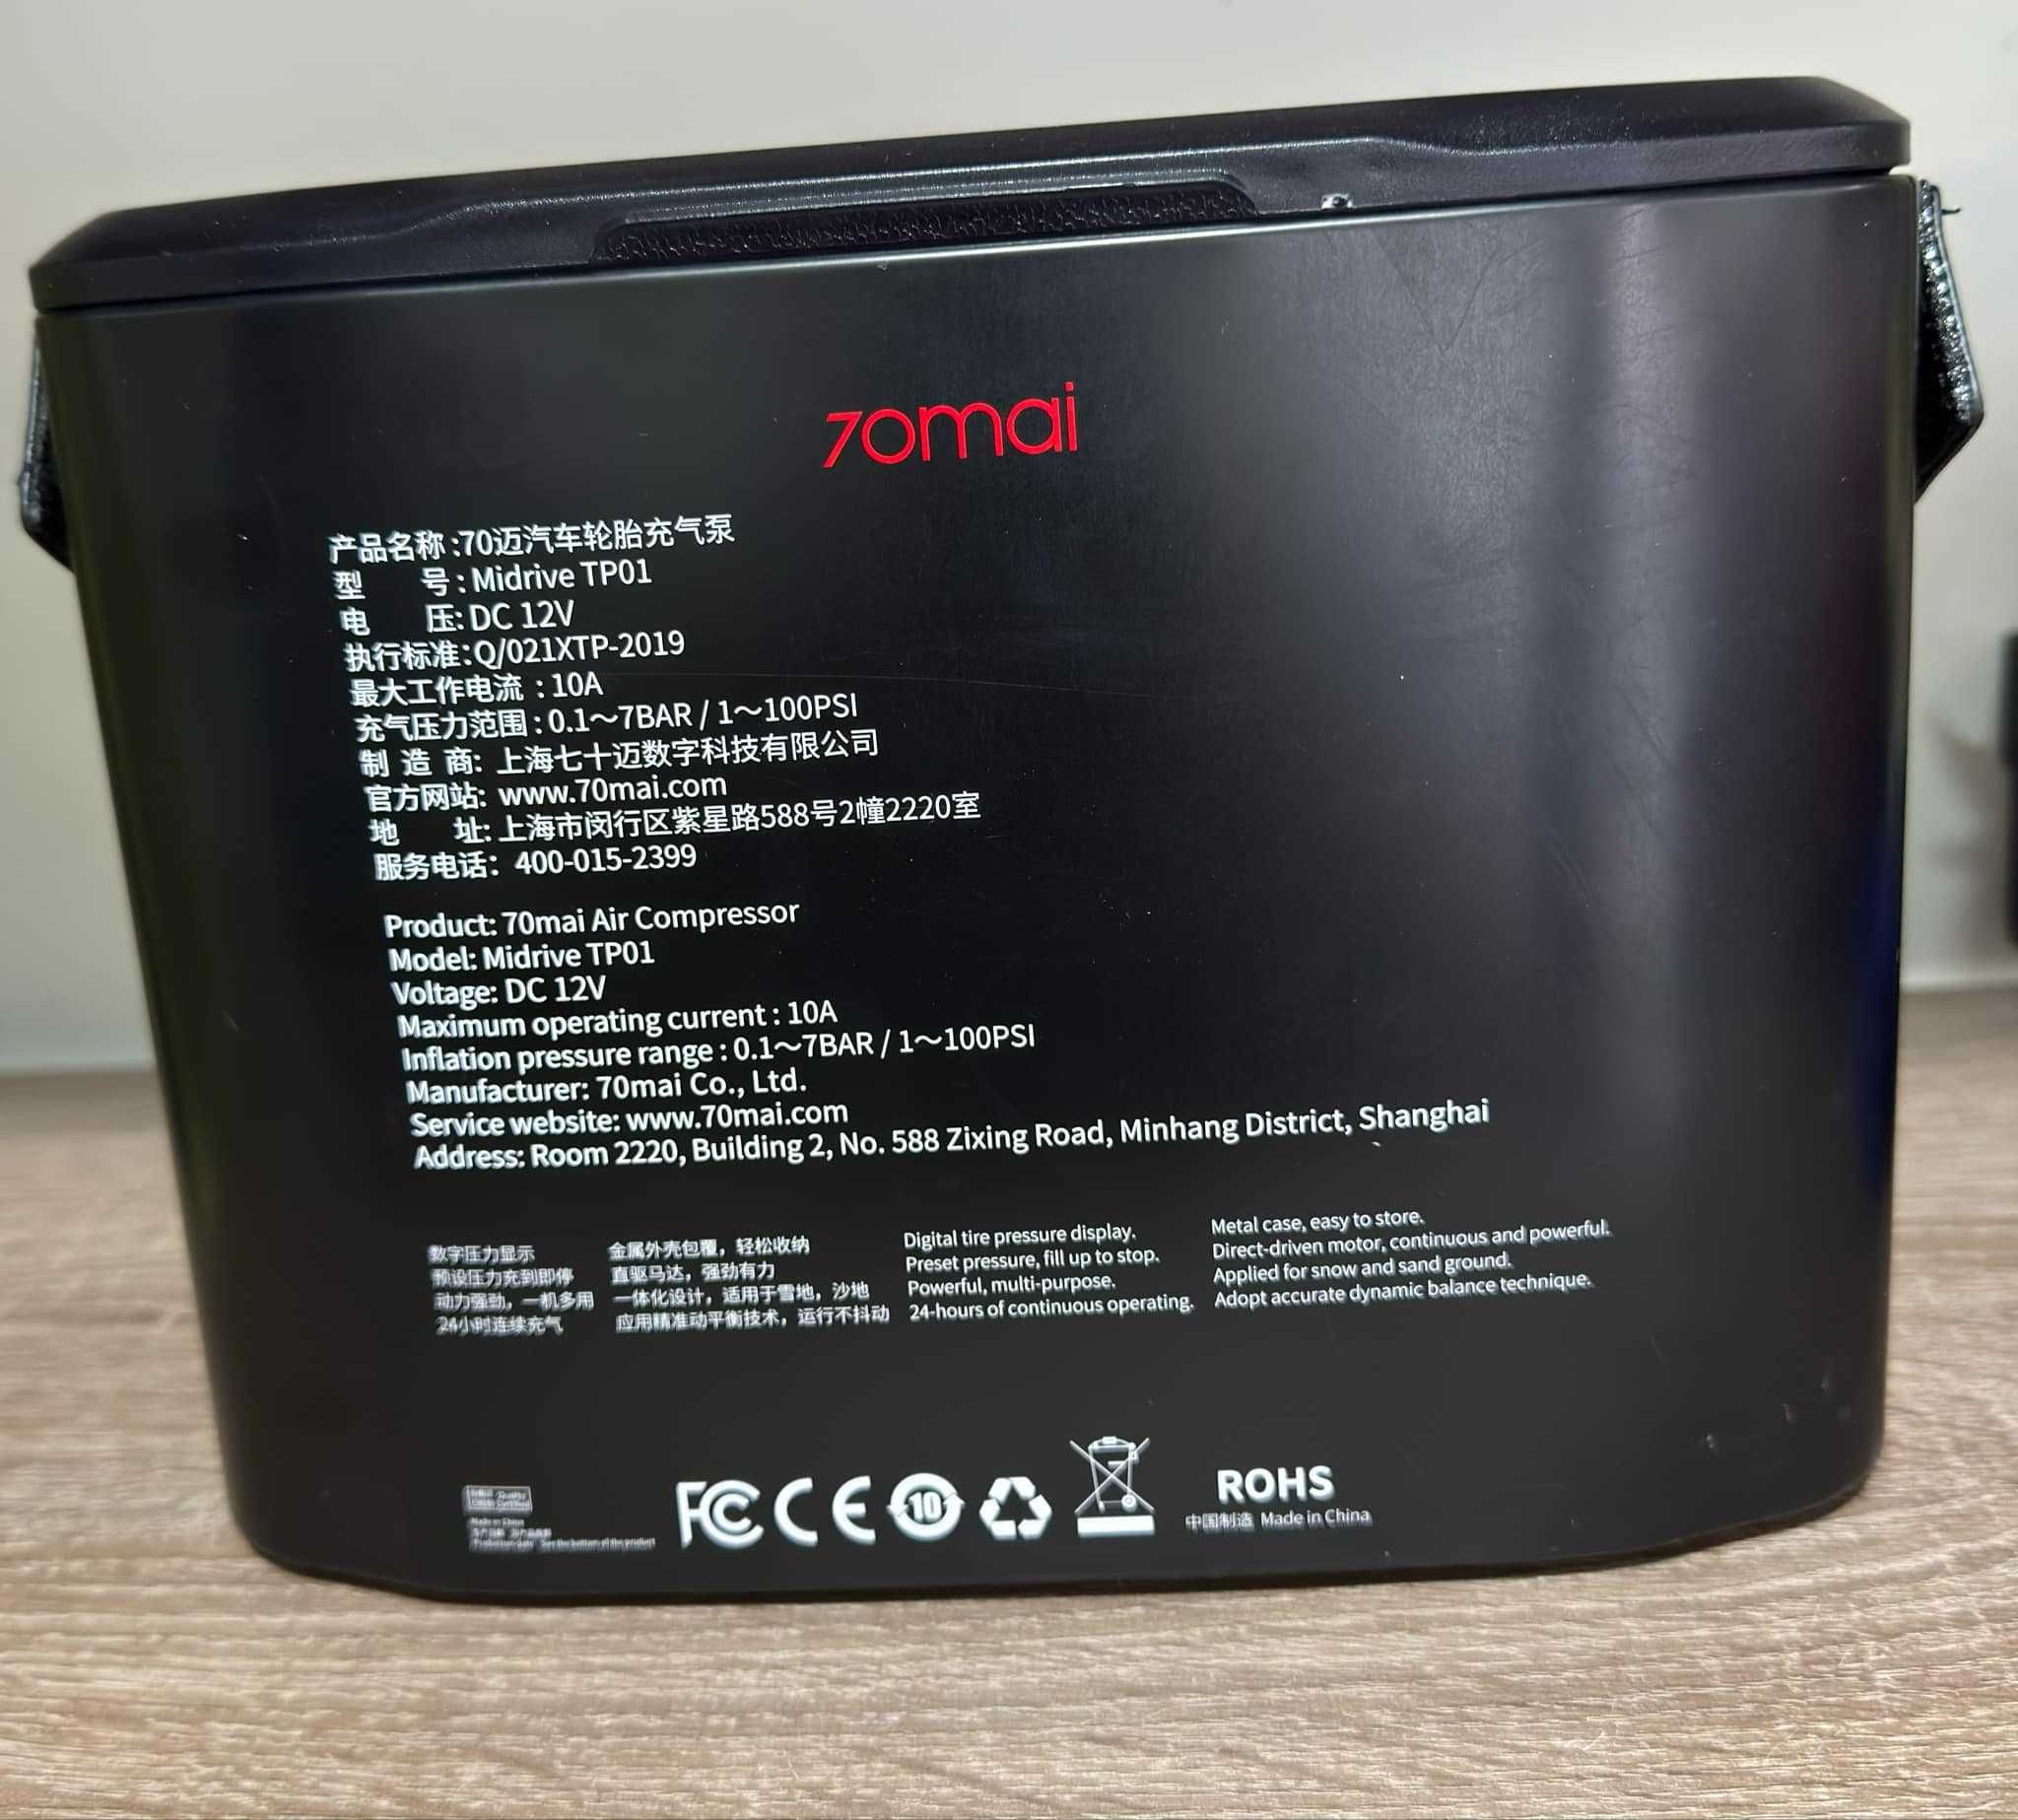 70mai
产品名称:70迈汽车轮胎充气泵
型 号: Midrive TP01
电 压: DC 12V
执行标准:Q/021XTP-2019
最大工作电流 : 10A
充气压力范围 : 0.1～7BAR / 1～100PSI
制 造 商: 上海七十迈数字科技有限公司
官方网站: www.70mai.com
地 址: 上海市闵行区紫星路588号2幢2220室
服务电话: 400-015-2399
Product: 70mai Air Compressor
Model: Midrive TP01
Voltage: DC 12V
Maximum operating current : 10A
Inflation pressure range : 0.1～7BAR / 1～100PSI
Manufacturer: 70mai Co., Ltd.
Service website: www.70mai.com
Address: Room 2220, Building 2, No. 588 Zixing Road, Minhang District, Shanghai
数字压力显示
预设压力充到即停
动力强劲，一机多用
24小时连续充气
金属外壳包覆，轻松收纳
直驱马达，强劲有力
一体化设计，适用于雪地，沙地
应用精准动平衡技术，运行不抖动
Digital tire pressure display.
Preset pressure, fill up to stop.
Powerful, multi-purpose.
24-hours of continuous operating.
Metal case, easy to store.
Direct-driven motor, continuous and powerful.
Applied for snow and sand ground.
Adopt accurate dynamic balance technique.
Made in China
See the bottom of the product
FC CE 10
ROHS
中国制造 Made in China